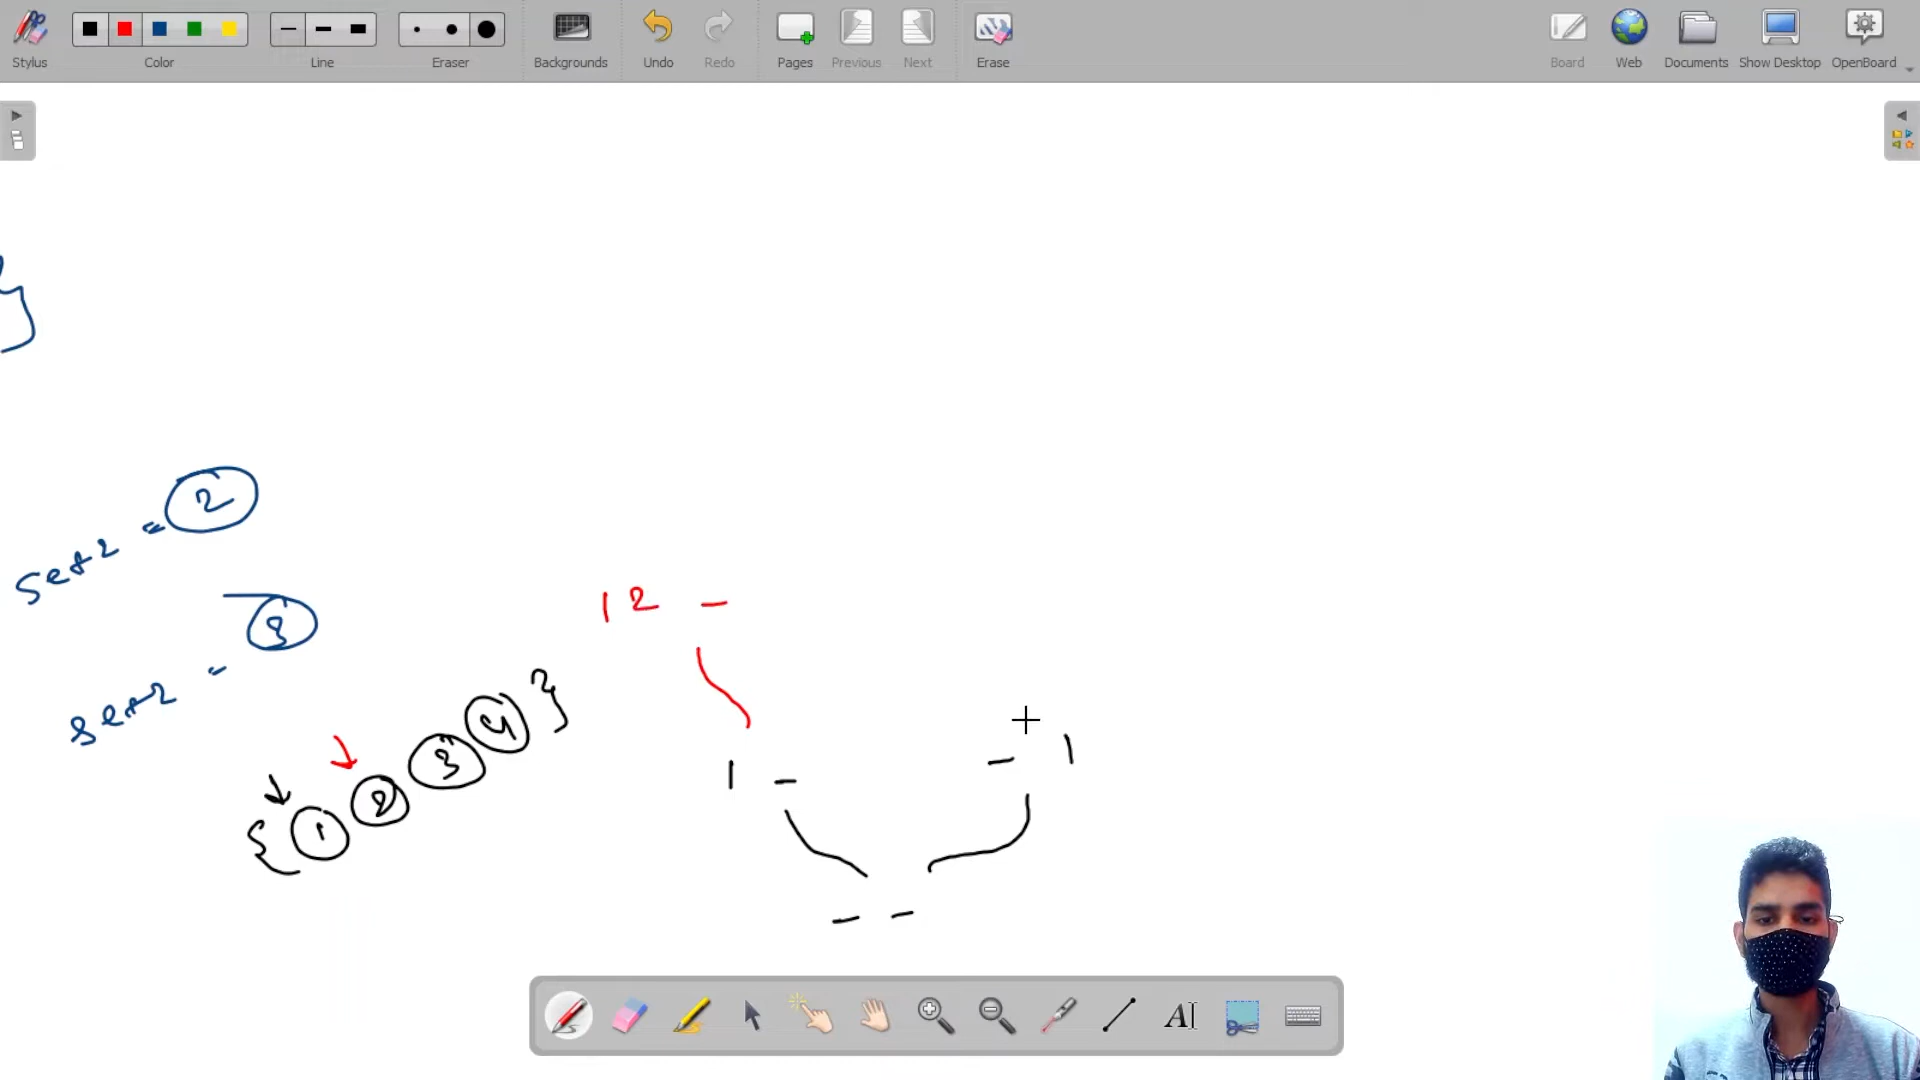 Stylus Color Line Eraser Backgrounds Undo Redo Pages Previous Next Erase Board Web Documents Show Desktop OpenBoard
}
set2 = 2
set2 = 3
{ 1 2 3 4 }
1 2 -
1 -
- 1
- -
A